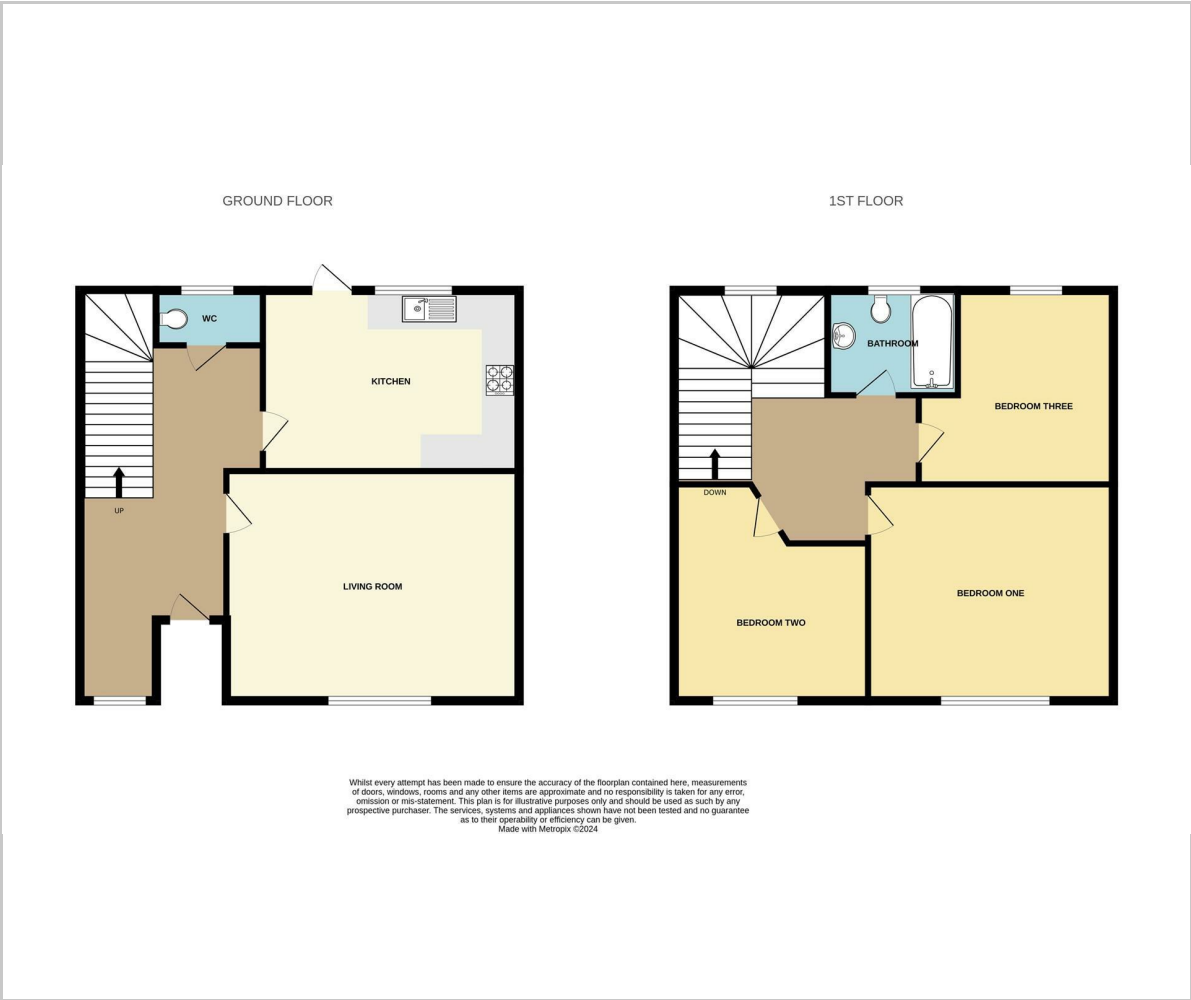 GROUND FLOOR
1ST FLOOR
WC
KITCHEN
UP
LIVING ROOM
BATHROOM
BEDROOM THREE
DOWN
BEDROOM TWO
BEDROOM ONE
Whilst every attempt has been made to ensure the accuracy of the floorplan contained here, measurements
of doors, windows, rooms and any other items are approximate and no responsibility is taken for any error,
omission or mis-statement. This plan is for illustrative purposes only and should be used as such by any
prospective purchaser. The services, systems and appliances shown have not been tested and no guarantee
as to their operability or efficiency can be given.
Made with Metropix ©2024